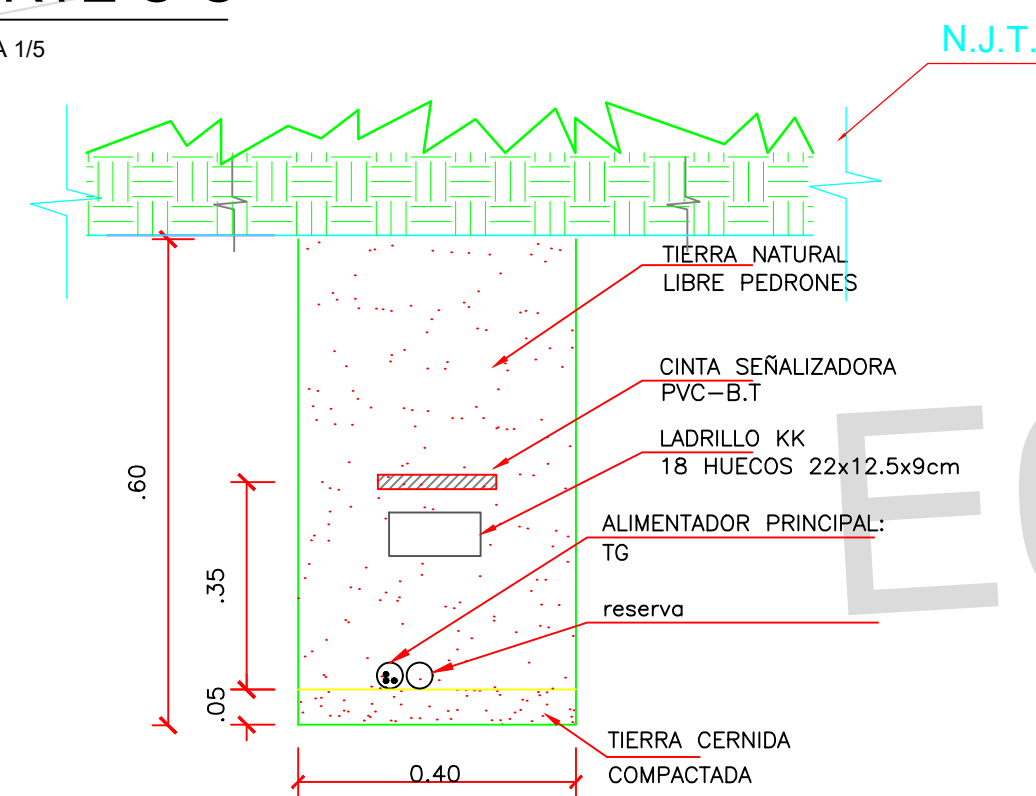 A 1/5
N.J.T.
TIERRA NATURAL
LIBRE PEDRONES
CINTA SEÑALIZADORA
PVC-B.T
LADRILLO KK
18 HUECOS 22x12.5x9cm
.60
ALIMENTADOR PRINCIPAL:
TG
.35
reserva
.05
TIERRA CERNIDA
COMPACTADA
0.40